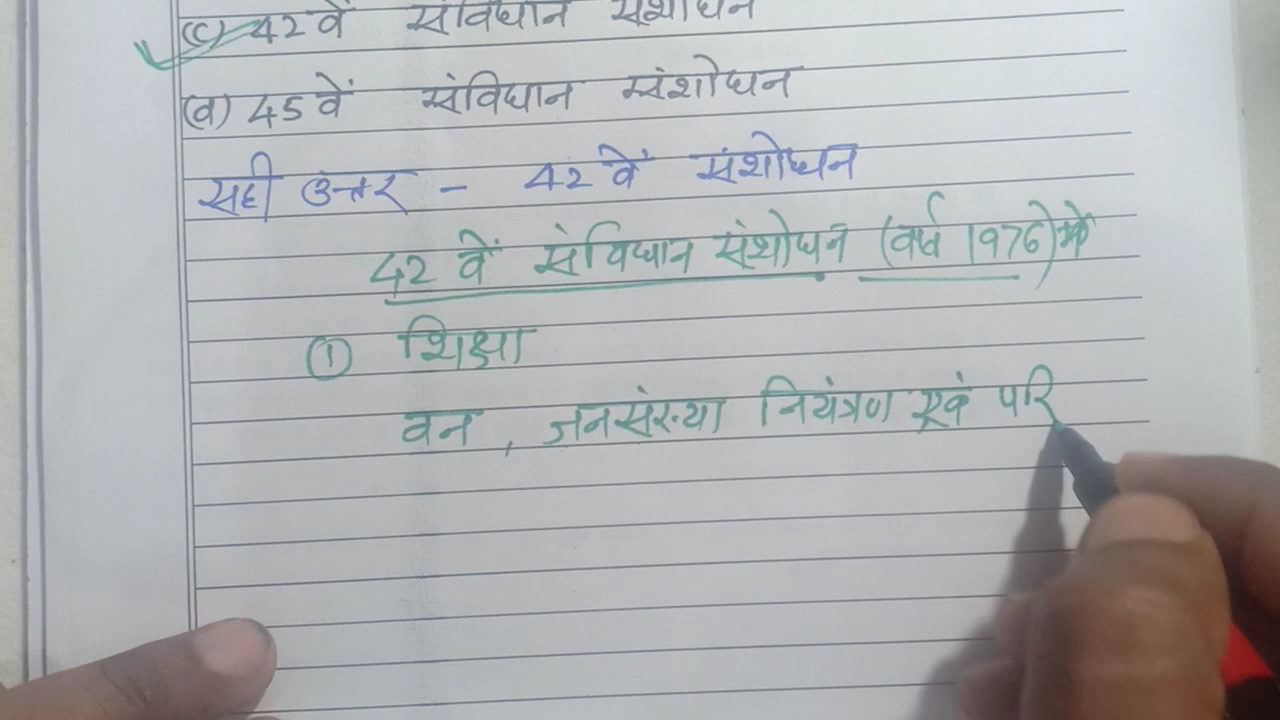 (C) 42 वें संविधान संशोधन
(व) 45 वें संविधान संशोधन
सही उत्तर - 42 वें संशोधन
42 वें संविधान संशोधन (वर्ष 1976) में
① शिक्षा
वन, जनसंख्या नियंत्रण एवं परि